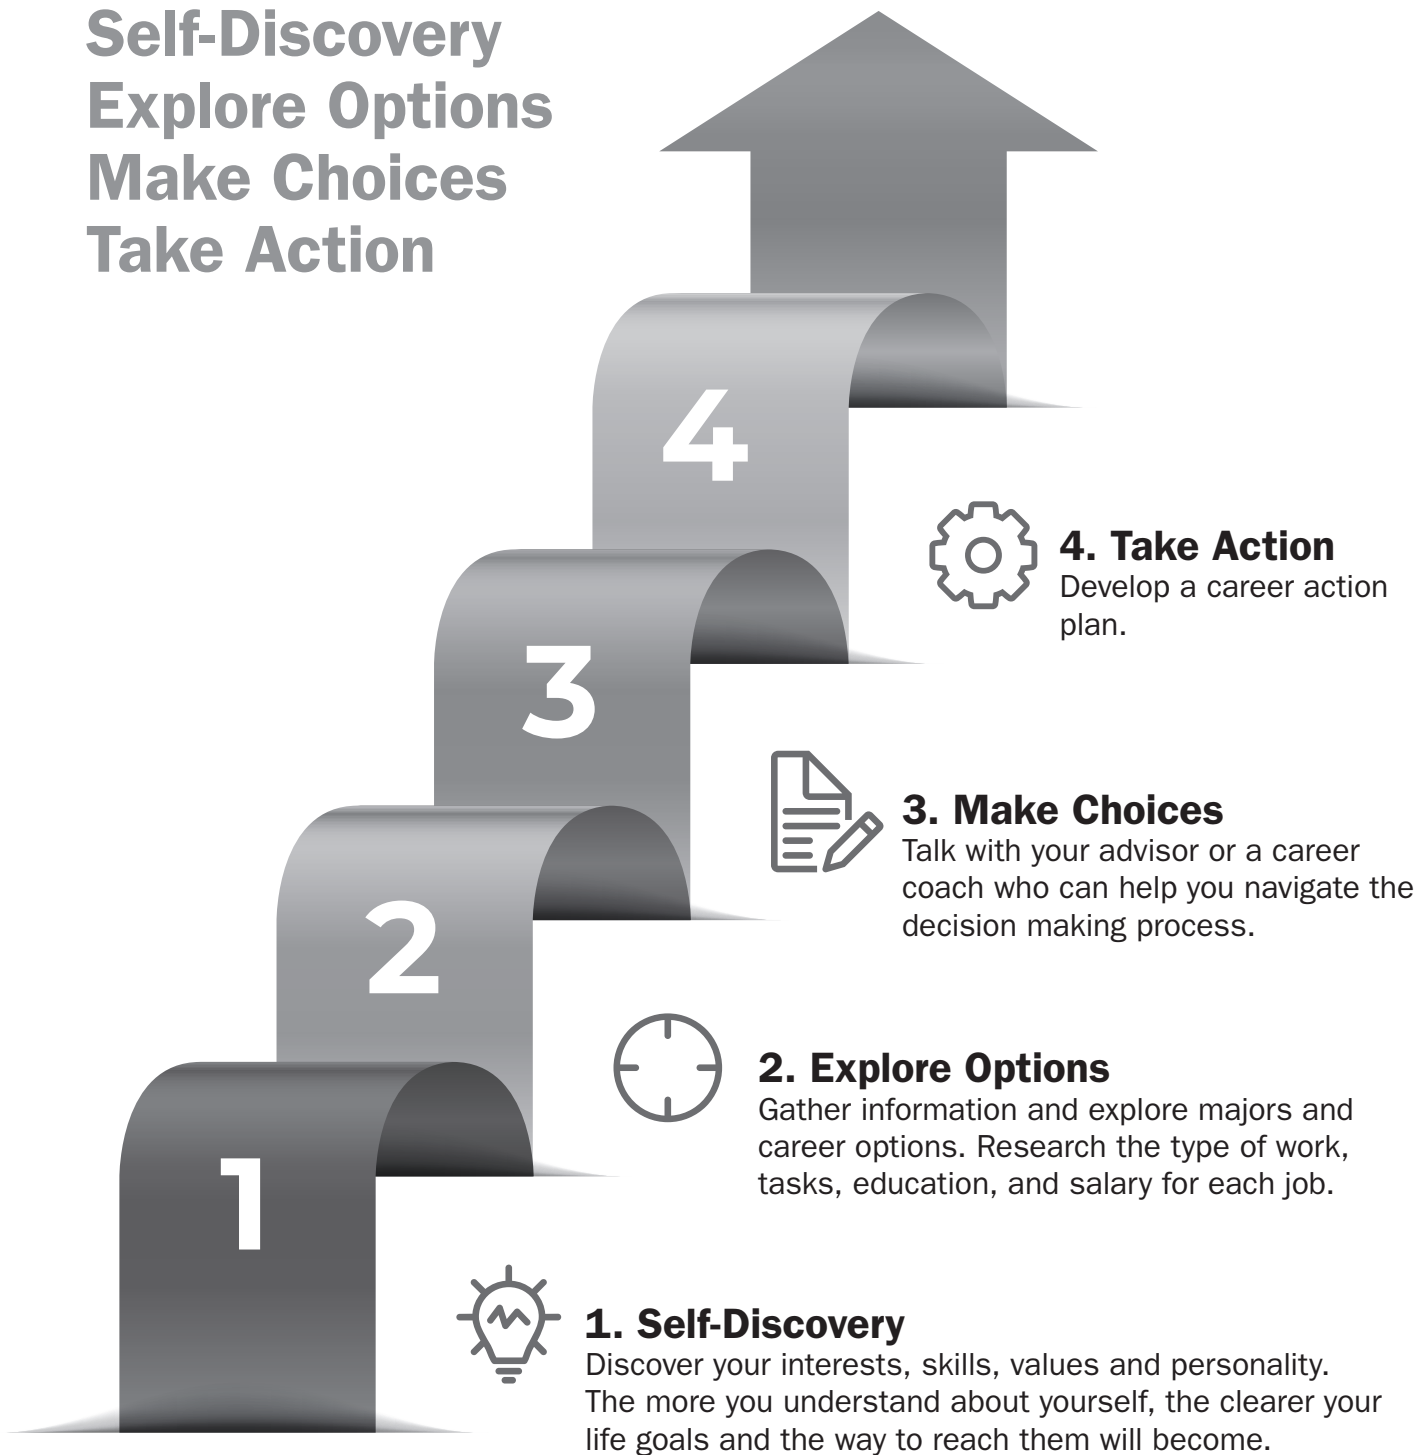 Self-Discovery
Explore Options
Make Choices
Take Action
4
4. Take Action
Develop a career action
plan.
3
3. Make Choices
Talk with your advisor or a career
coach who can help you navigate the
decision making process.
2
2. Explore Options
Gather information and explore majors and
career options. Research the type of work,
tasks, education, and salary for each job.
1
1. Self-Discovery
Discover your interests, skills, values and personality.
The more you understand about yourself, the clearer your
life goals and the way to reach them will become.